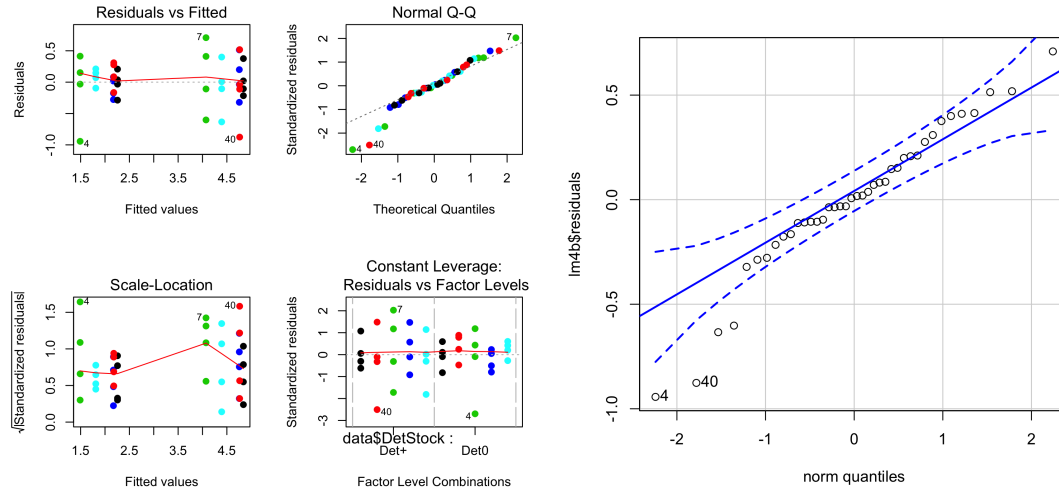 Residuals vs Fitted
Residuals
0.5
0.0
-1.0
7
4
40
1.5
2.5
3.5
4.5
Fitted values
Normal Q-Q
Standardized residuals
2
1
0
-2
7
4
40
-1
0
1
2
Theoretical Quantiles
Scale-Location
√|Standardized residuals|
1.5
1.0
0.5
0.0
4
7
40
1.5
2.5
3.5
4.5
Fitted values
Constant Leverage:
Residuals vs Factor Levels
Standardized residuals
2
1
0
-1
-3
7
40
4
data$DetStock :
Det+
Det0
Factor Level Combinations
lm4b$residuals
0.5
0.0
-0.5
-1.0
4
40
-2
-1
0
1
2
norm quantiles